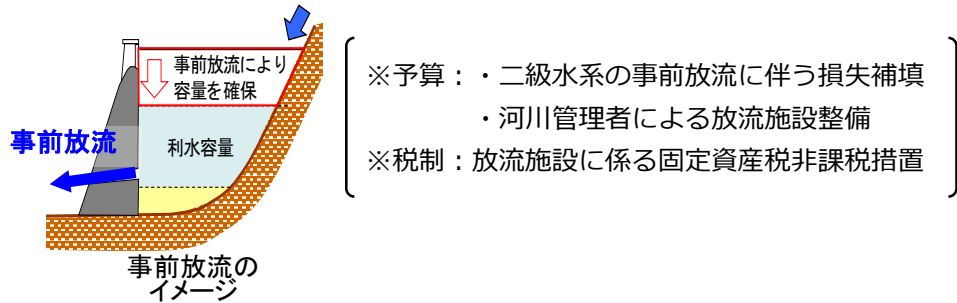 事前放流により
容量を確保
事前放流
利水容量
事前放流の
イメージ
※予算：・二級水系の事前放流に伴う損失補填
・河川管理者による放流施設整備
※税制：放流施設に係る固定資産税非課税措置